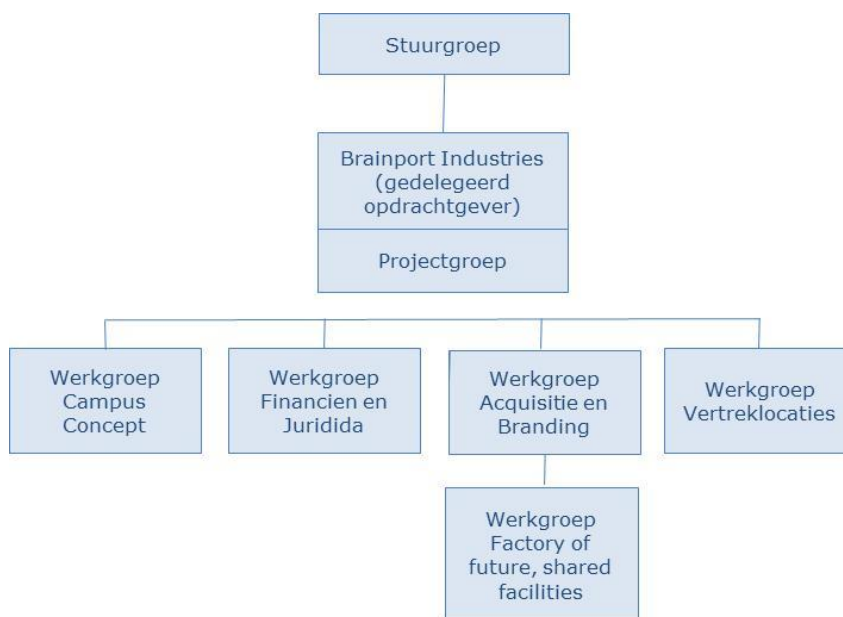 Stuurgroep
Brainport Industries
(gedelegeerd
opdrachtgever)
Projectgroep
Werkgroep
Campus
Concept
Werkgroep
Financien en
Juridida
Werkgroep
Acquisitie en
Branding
Werkgroep
Vertreklocaties
Werkgroep
Factory of
future, shared
facilities